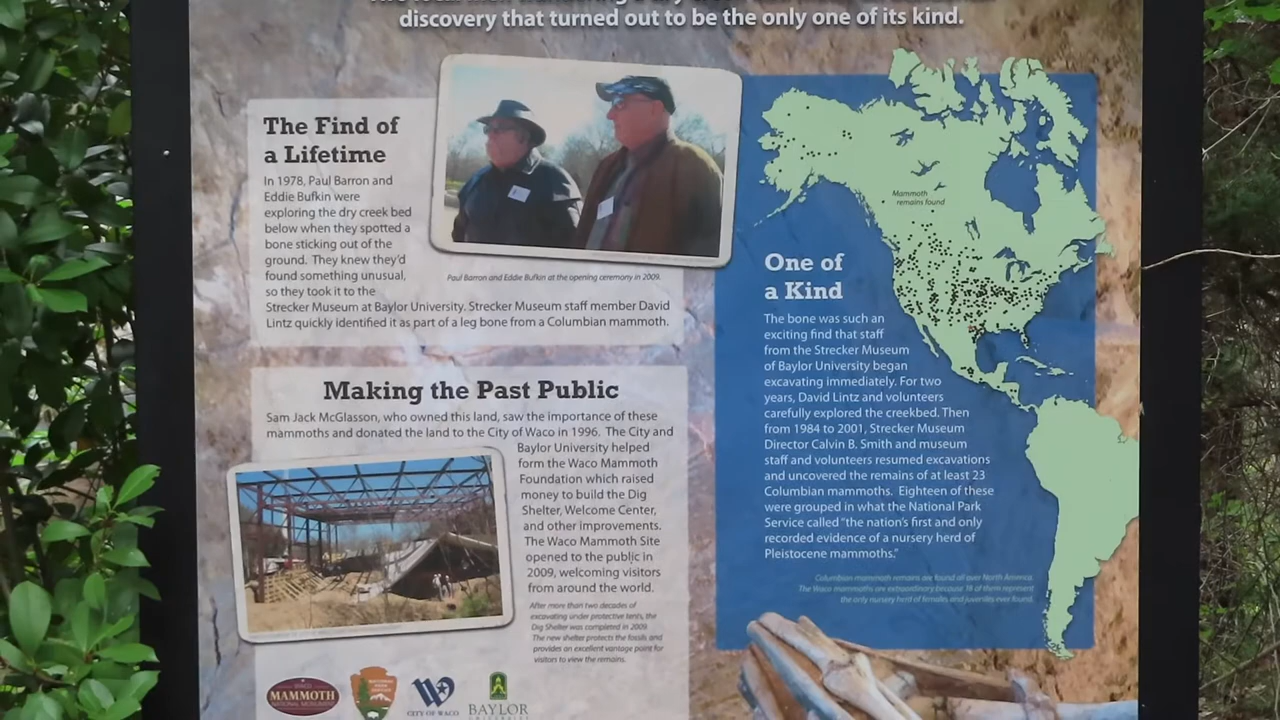 discovery that turned out to be the only one of its kind.
The Find of
a Lifetime
In 1978, Paul Barron and
Eddie Bufkin were
exploring the dry creek bed
below when they spotted a
bone sticking out of the
ground. They knew they'd
found something unusual,
so they took it to the
Strecker Museum at Baylor University. Strecker Museum staff member David
Lintz quickly identified it as part of a leg bone from a Columbian mammoth.
Paul Barron and Eddie Bufkin at the opening ceremony in 2009.
Making the Past Public
Sam Jack McGlasson, who owned this land, saw the importance of these
mammoths and donated the land to the City of Waco in 1996. The City and
Baylor University helped
form the Waco Mammoth
Foundation which raised
money to build the Dig
Shelter, Welcome Center,
and other improvements.
The Waco Mammoth Site
opened to the public in
2009, welcoming visitors
from around the world.
After more than two decades of
excavating under protective tents, the
Dig Shelter was completed in 2009.
The new shelter protects the fossils and
provides an excellent vantage point for
visitors to view the remains.
WACO
MAMMOTH
NATIONAL MONUMENT
CITY OF WACO
BAYLOR
UNIVERSITY
Mammoth
remains found
One of
a Kind
The bone was such an
exciting find that staff
from the Strecker Museum
of Baylor University began
excavating immediately. For two
years, David Lintz and volunteers
carefully explored the creekbed. Then
from 1984 to 2001, Strecker Museum
Director Calvin B. Smith and museum
staff and volunteers resumed excavations
and uncovered the remains of at least 23
Columbian mammoths. Eighteen of these
were grouped in what the National Park
Service called "the nation's first and only
recorded evidence of a nursery herd of
Pleistocene mammoths."
Columbian mammoth remains are found all over North America.
The Waco mammoths are extraordinary because 18 of them represent
the only nursery herd of females and juveniles ever found.